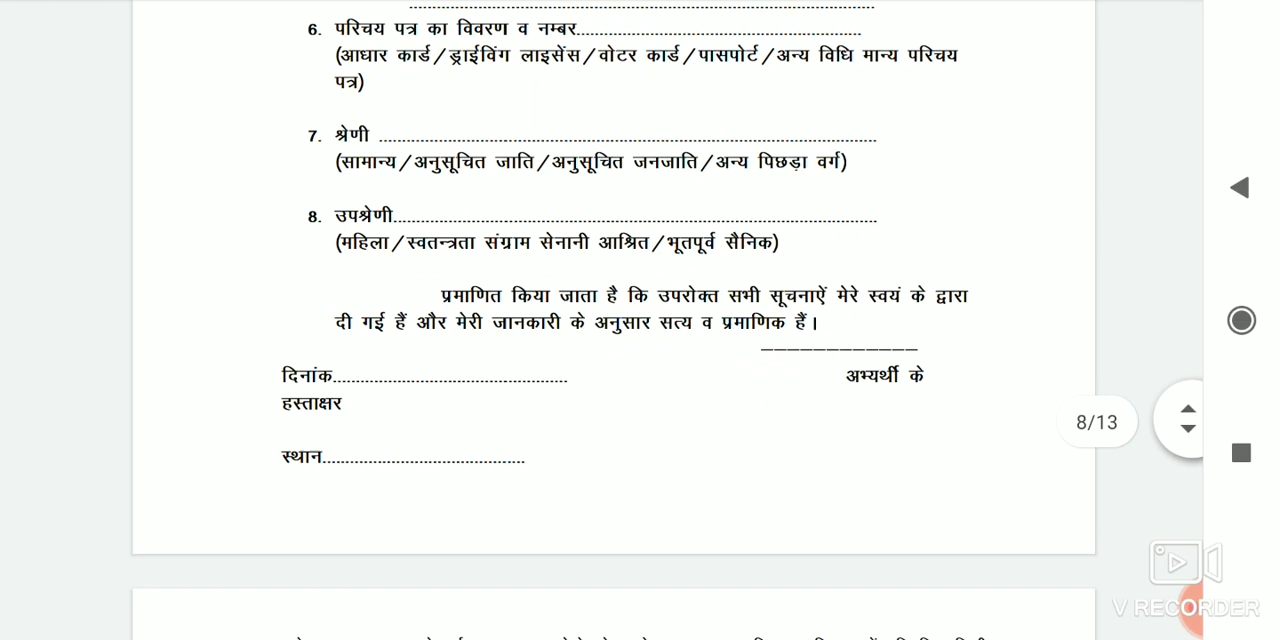 6. परिचय पत्र का विवरण व नम्बर..............................................................
(आधार कार्ड/ड्राईविंग लाइसेंस/वोटर कार्ड/पासपोर्ट/अन्य विधि मान्य परिचय
पत्र)
7. श्रेणी ...........................................................................................................
(सामान्य/अनुसूचित जाति/अनुसूचित जनजाति/अन्य पिछड़ा वर्ग)
8. उपश्रेणी........................................................................................................
(महिला/स्वतन्त्रता संग्राम सेनानी आश्रित/भूतपूर्व सैनिक)
प्रमाणित किया जाता है कि उपरोक्त सभी सूचनाऐं मेरे स्वयं के द्वारा
दी गई हैं और मेरी जानकारी के अनुसार सत्य व प्रमाणिक हैं।
____________
दिनांक................................................... अभ्यर्थी के
हस्ताक्षर
स्थान............................................
8/13
V RECORDER